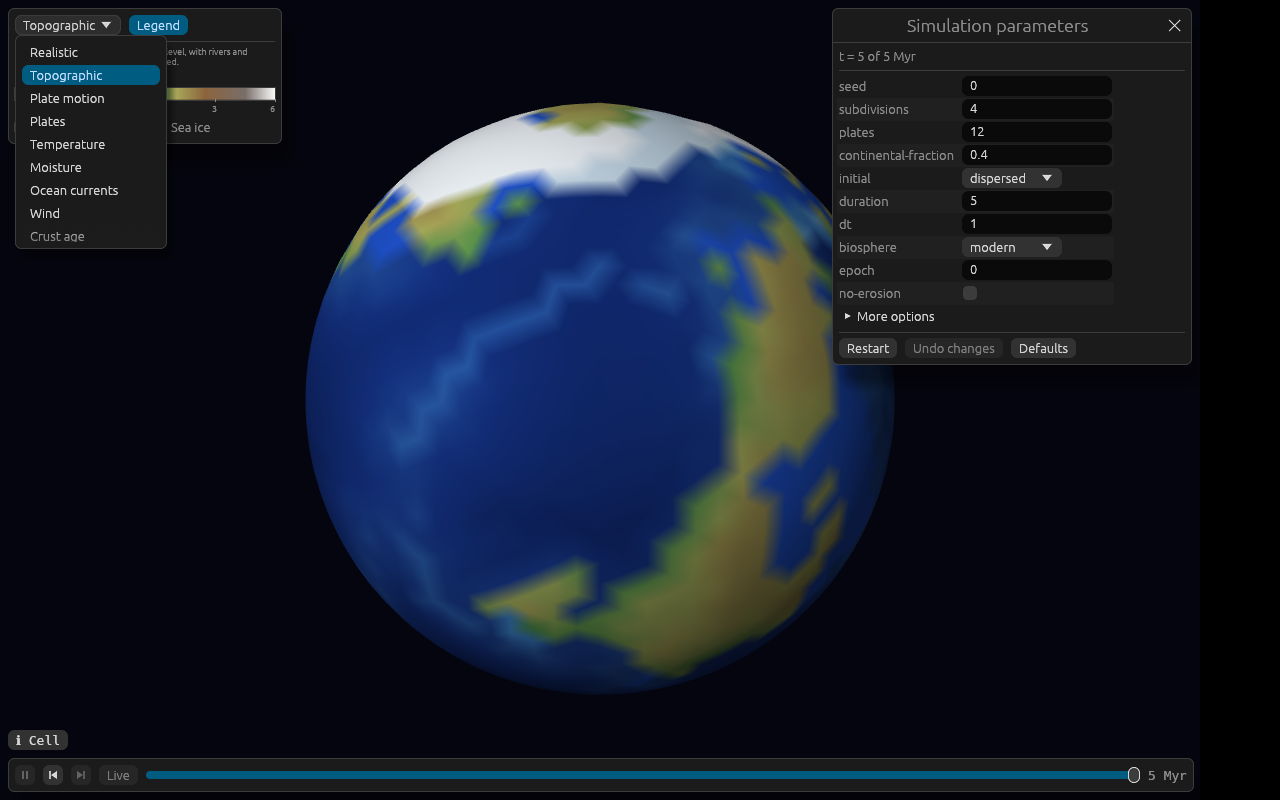 Topographic
Legend
Realistic
Topographic
Plate motion
Plates
Temperature
Moisture
Ocean currents
Wind
Crust age
evel, with rivers and
ed.
3 6
Sea ice
Simulation parameters
t = 5 of 5 Myr
seed 0
subdivisions 4
plates 12
continental-fraction 0.4
initial dispersed
duration 5
dt 1
biosphere modern
epoch 0
no-erosion
More options
Restart Undo changes Defaults
i Cell
Live 5 Myr